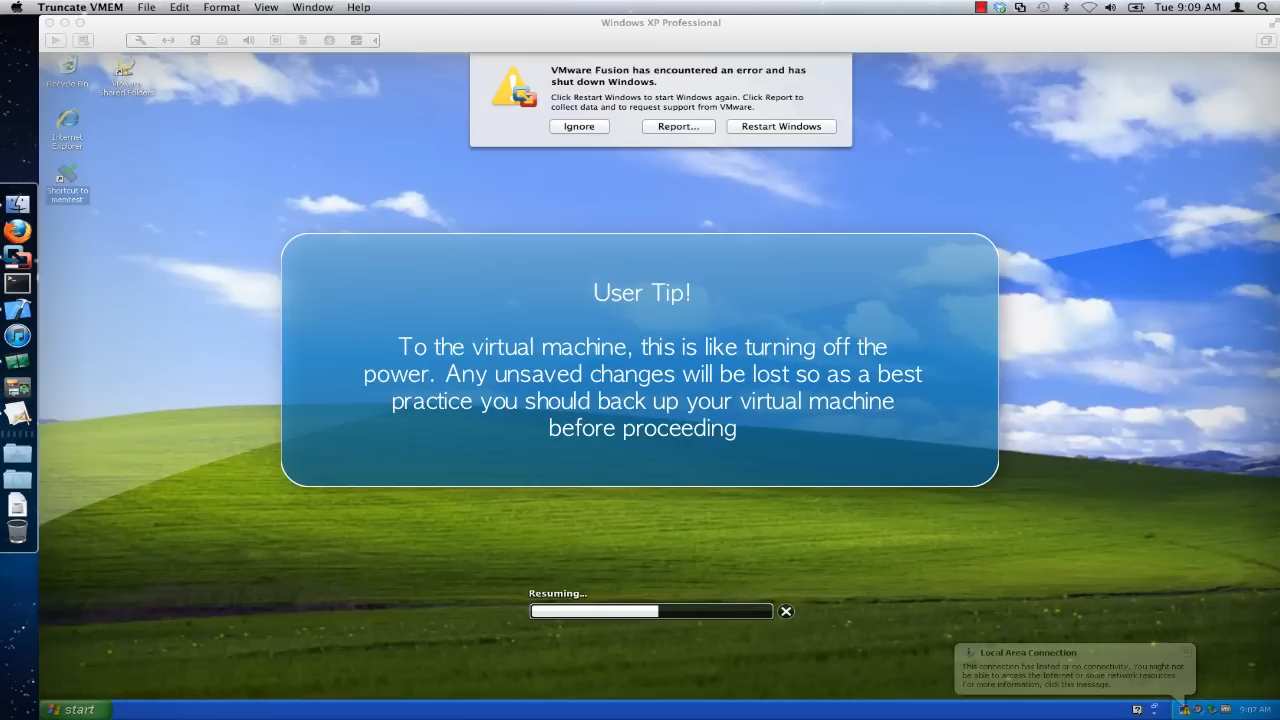 Truncate VMEM File Edit Format View Window Help Tue 9:09 AM
Windows XP Professional
Recycle Bin
VMware
Shared Folders
VMware Fusion has encountered an error and has
shut down Windows.
Click Restart Windows to start Windows again. Click Report to
collect data and to request support from VMware.
Ignore Report... Restart Windows
Internet
Explorer
Shortcut to
memtest
User Tip!
To the virtual machine, this is like turning off the
power. Any unsaved changes will be lost so as a best
practice you should back up your virtual machine
before proceeding
Resuming...
Local Area Connection
This connection has limited or no connectivity. You might not
be able to access the Internet or some network resources.
For more information, click this message.
start 9:07 AM